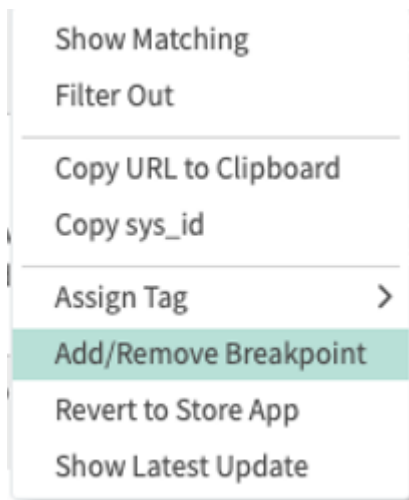 Show Matching
Filter Out
Copy URL to Clipboard
Copy sys_id
Assign Tag
Add/Remove Breakpoint
Revert to Store App
Show Latest Update